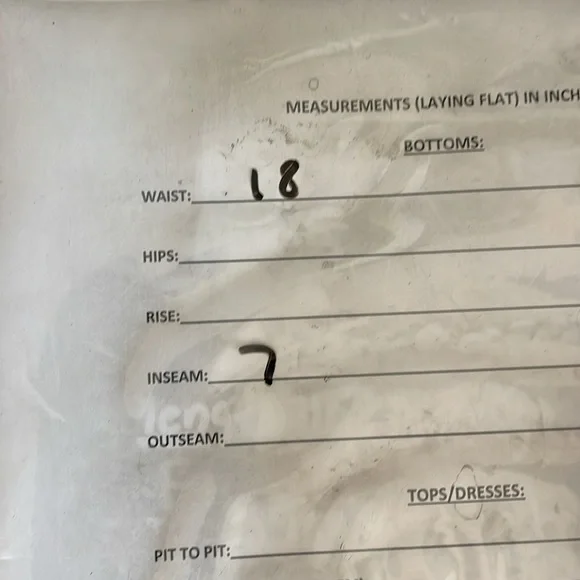 MEASUREMENTS (LAYING FLAT) IN INCH
BOTTOMS:
WAIST: 18
HIPS:
RISE:
INSEAM: 7
OUTSEAM:
TOPS/DRESSES:
PIT TO PIT: